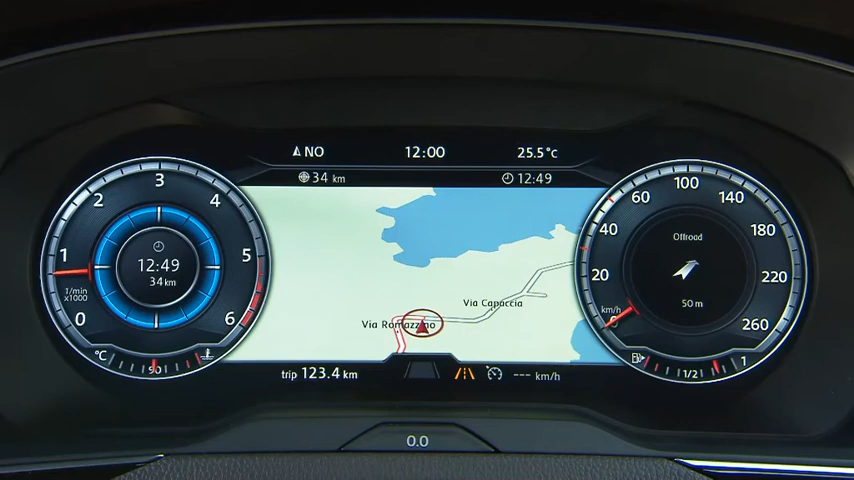 NO
12:00
25.5°C
34 km
12:49
0
1
2
3
4
5
6
1/min
x1000
12:49
34 km
°C
90
Via Romazzino
Via Capaccia
trip 123.4 km
--- km/h
20
40
60
100
140
180
220
260
km/h
Offroad
50 m
1/2
1
0.0